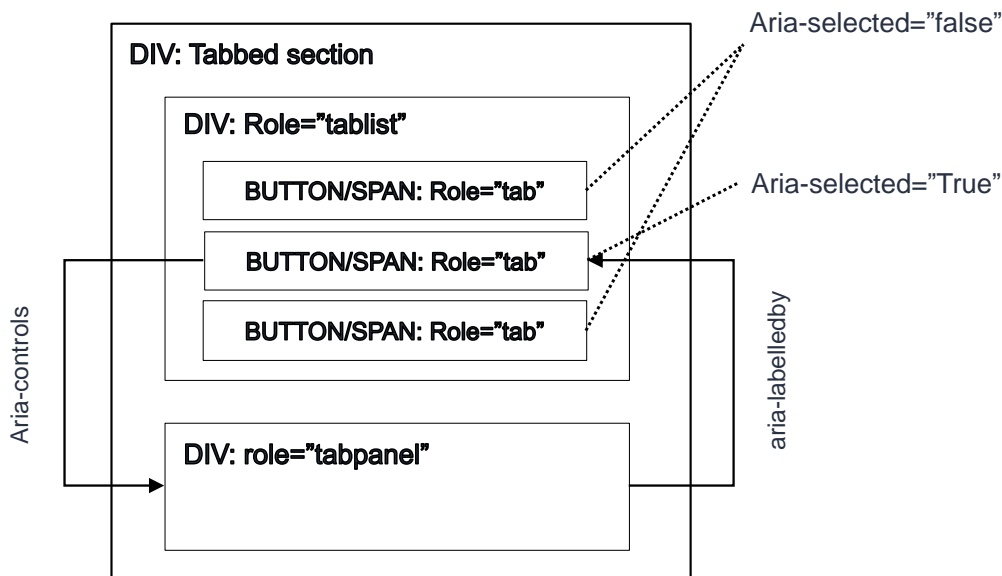 Aria-selected=”false”
DIV: Tabbed section
DIV: Role=”tablist”
BUTTON/SPAN: Role=”tab”
Aria-selected=”True”
BUTTON/SPAN: Role=”tab”
BUTTON/SPAN: Role=”tab”
Aria-controls
aria-labelledby
DIV: role=”tabpanel”